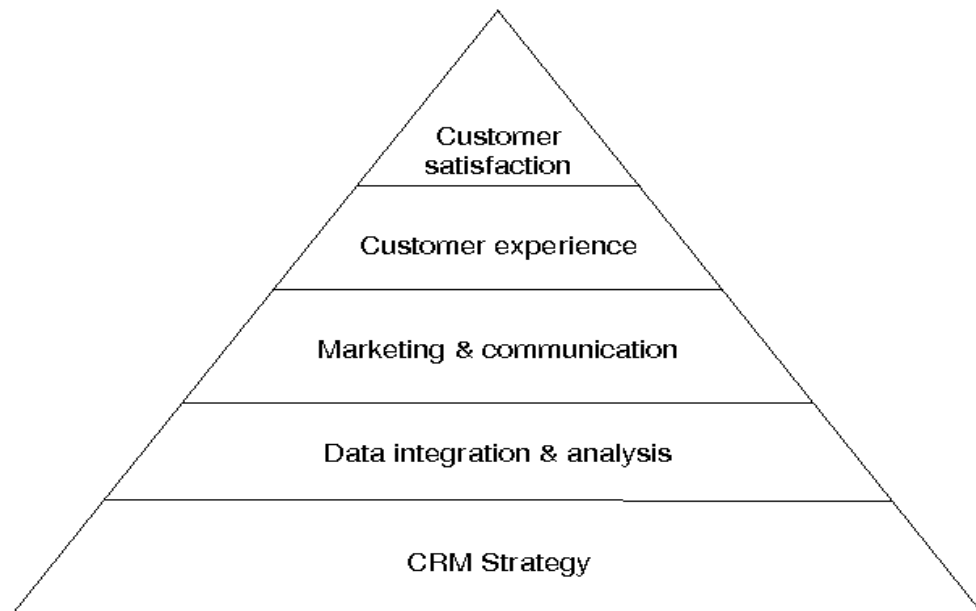 Customer
satisfaction
Customer experience
Marketing & communication
Data integration & analysis
CRM Strategy